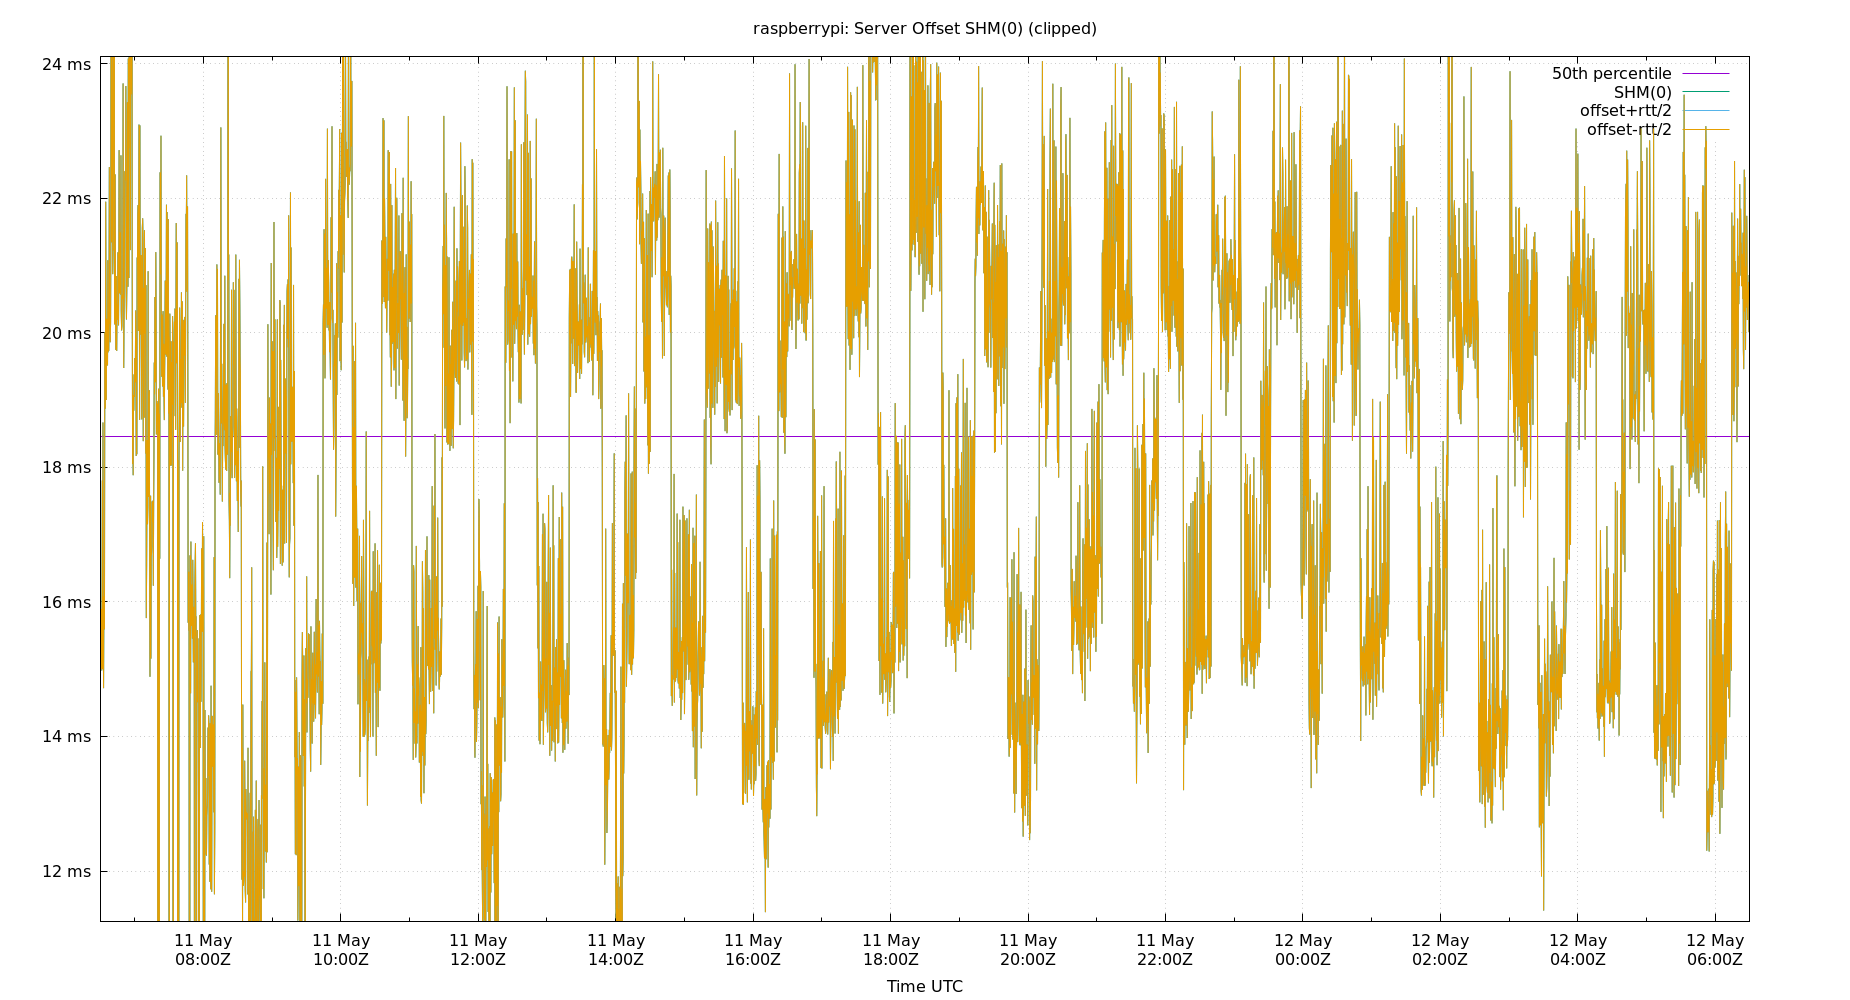 raspberrypi: Server Offset SHM(0) (clipped)
24 ms
22 ms
20 ms
18 ms
16 ms
14 ms
12 ms
50th percentile
SHM(0)
offset+rtt/2
offset-rtt/2
11 May 11 May 11 May 11 May 11 May 11 May 11 May 11 May 12 May 12 May 12 May 12 May
08:00Z 10:00Z 12:00Z 14:00Z 16:00Z 18:00Z 20:00Z 22:00Z 00:00Z 02:00Z 04:00Z 06:00Z
Time UTC